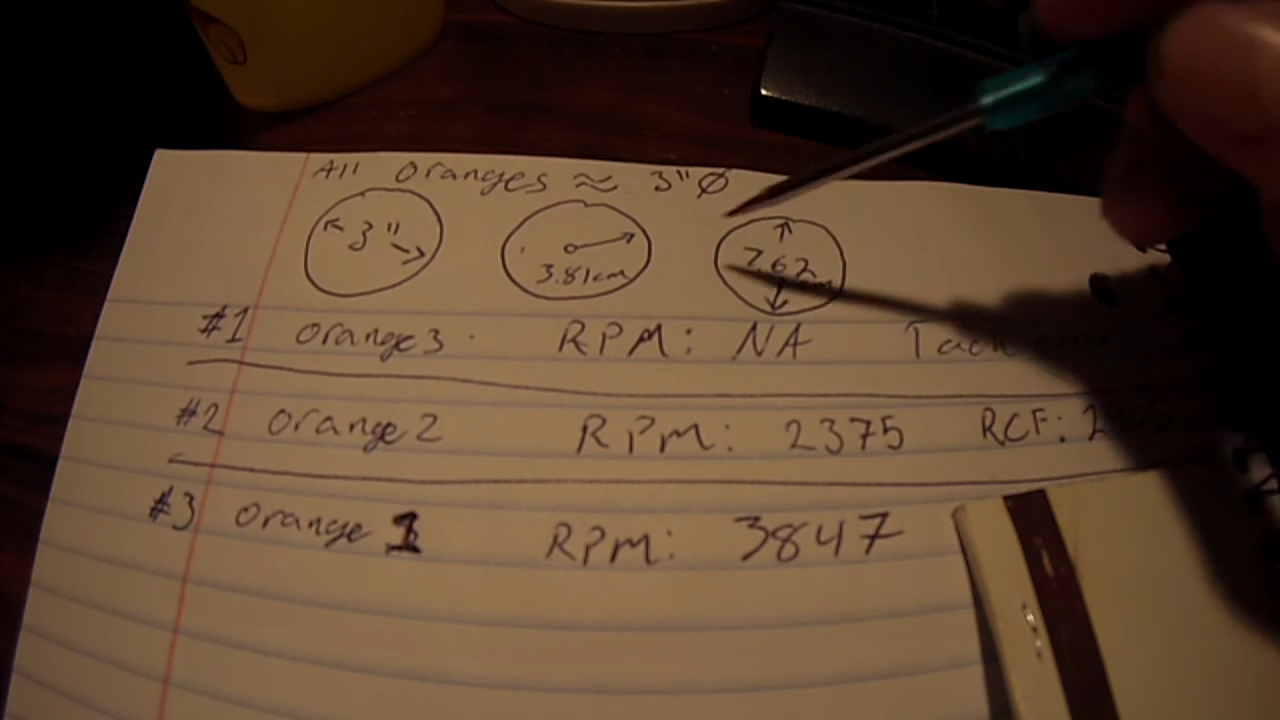 All oranges ≈ 3"Ø
3" 3.81cm 7.62
#1 orange 3 RPM: NA Tach
#2 orange 2 RPM: 2375 RCF:
#3 orange 1 RPM: 3847